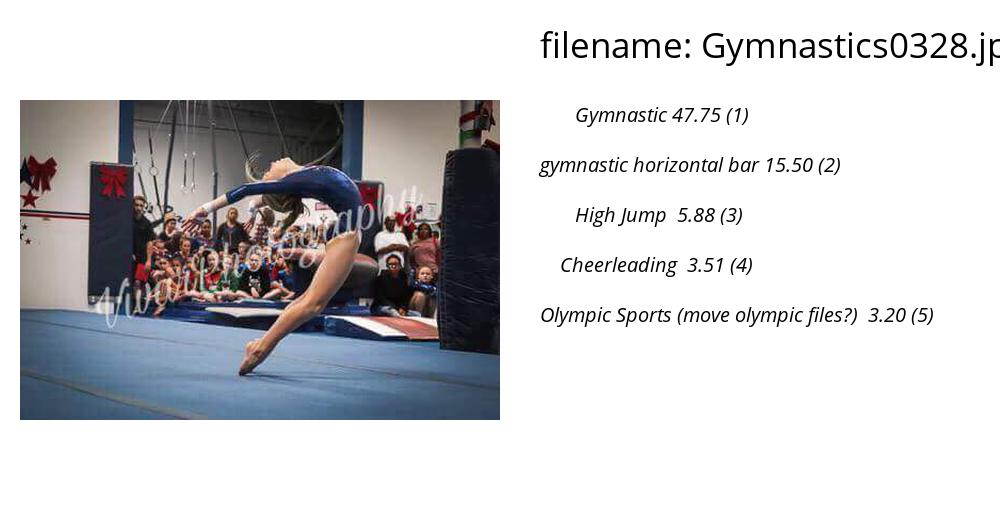 filename: Gymnastics0328.jp
Gymnastic 47.75 (1)
gymnastic horizontal bar 15.50 (2)
High Jump 5.88 (3)
Cheerleading 3.51 (4)
Olympic Sports (move olympic files?) 3.20 (5)
VivarPhotography